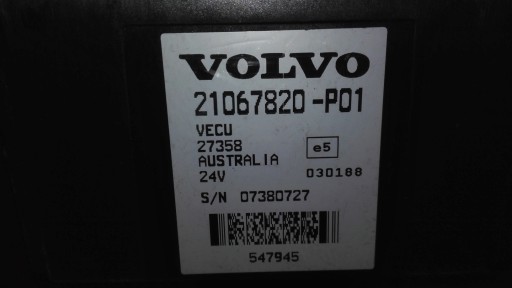 VOLVO
21067820-P01
VECU
27358 e5
AUSTRALIA
24V 030188
S/N 07380727
547945